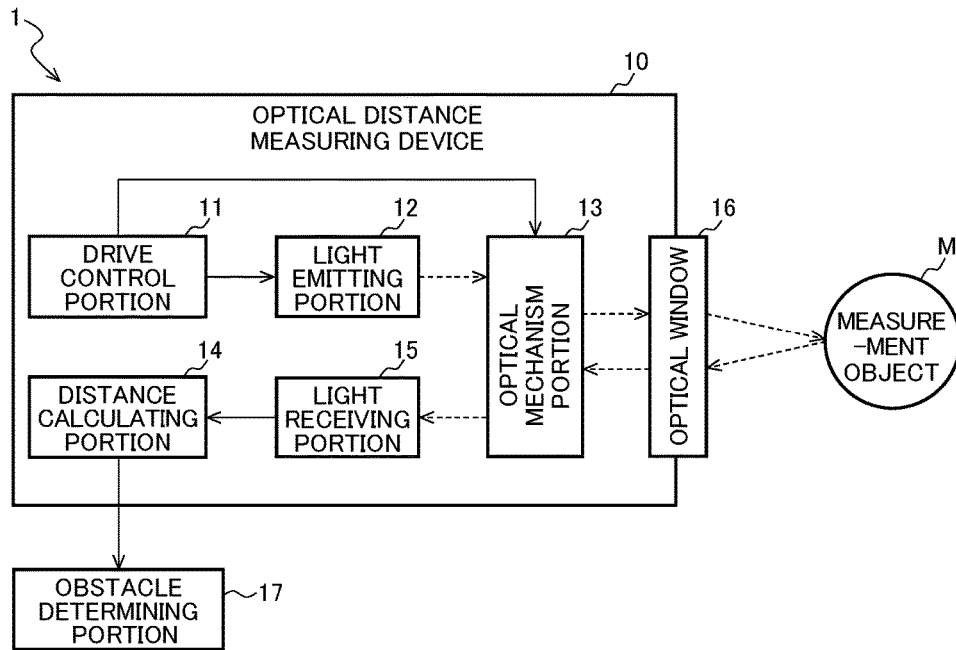 1
10
OPTICAL DISTANCE
MEASURING DEVICE
11
DRIVE
CONTROL
PORTION
12
LIGHT
EMITTING
PORTION
13
OPTICAL
MECHANISM
PORTION
16
OPTICAL WINDOW
M
MEASURE
-MENT
OBJECT
14
DISTANCE
CALCULATING
PORTION
15
LIGHT
RECEIVING
PORTION
OBSTACLE
DETERMINING
PORTION
17